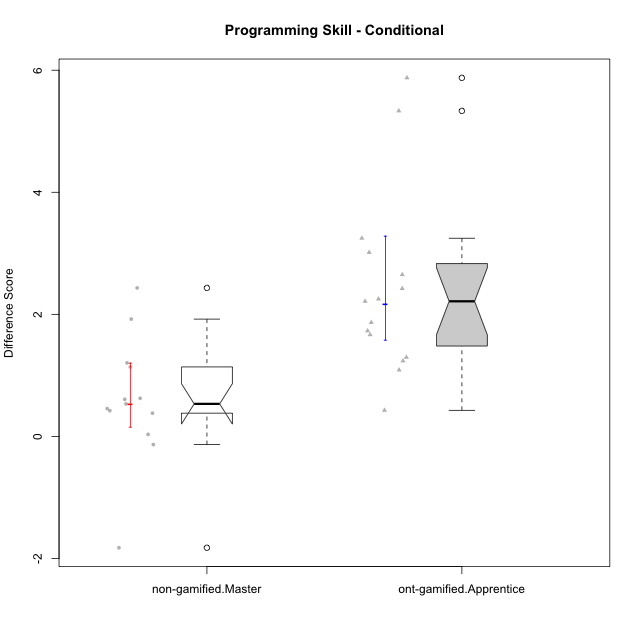 Programming Skill - Conditional
Difference Score
6
4
2
0
-2
non-gamified.Master
ont-gamified.Apprentice